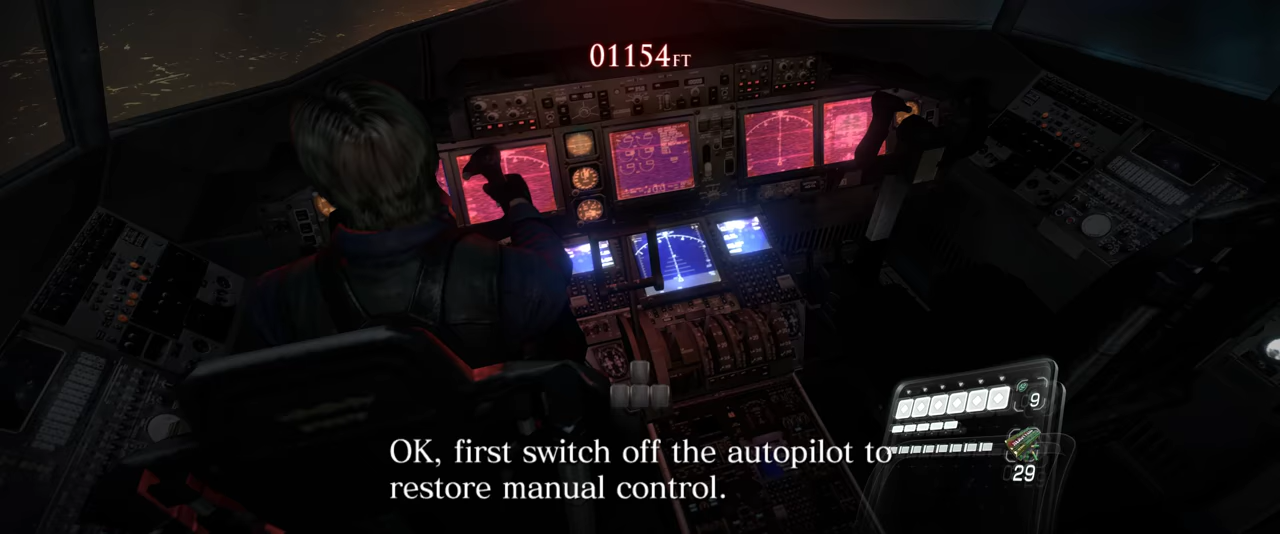 01154FT
9
OK, first switch off the autopilot to
restore manual control.
29